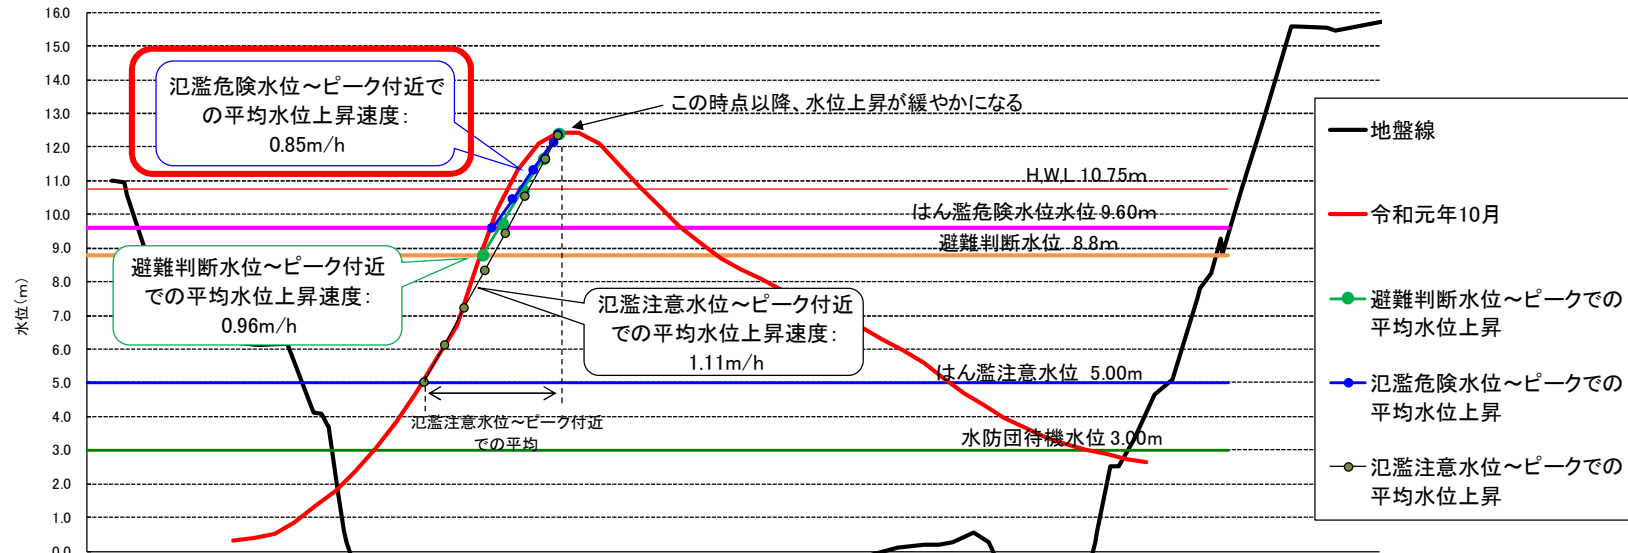 16.0
15.0
14.0
13.0
12.0
11.0
10.0
9.0
8.0
7.0
6.0
5.0
4.0
3.0
2.0
1.0
0.0
水位(m)
氾濫危険水位～ピーク付近で
の平均水位上昇速度：
0.85m/h
この時点以降、水位上昇が緩やかになる
H,W,L 10.75m
はん濫危険水位水位 9.60m
避難判断水位 8.8m
避難判断水位～ピーク付近
での平均水位上昇速度：
0.96m/h
氾濫注意水位～ピーク付近
での平均水位上昇速度：
1.11m/h
はん濫注意水位 5.00m
氾濫注意水位～ピーク付近
での平均
水防団待機水位 3.00m
地盤線
令和元年10月
避難判断水位～ピークでの
平均水位上昇
氾濫危険水位～ピークでの
平均水位上昇
氾濫注意水位～ピークでの
平均水位上昇